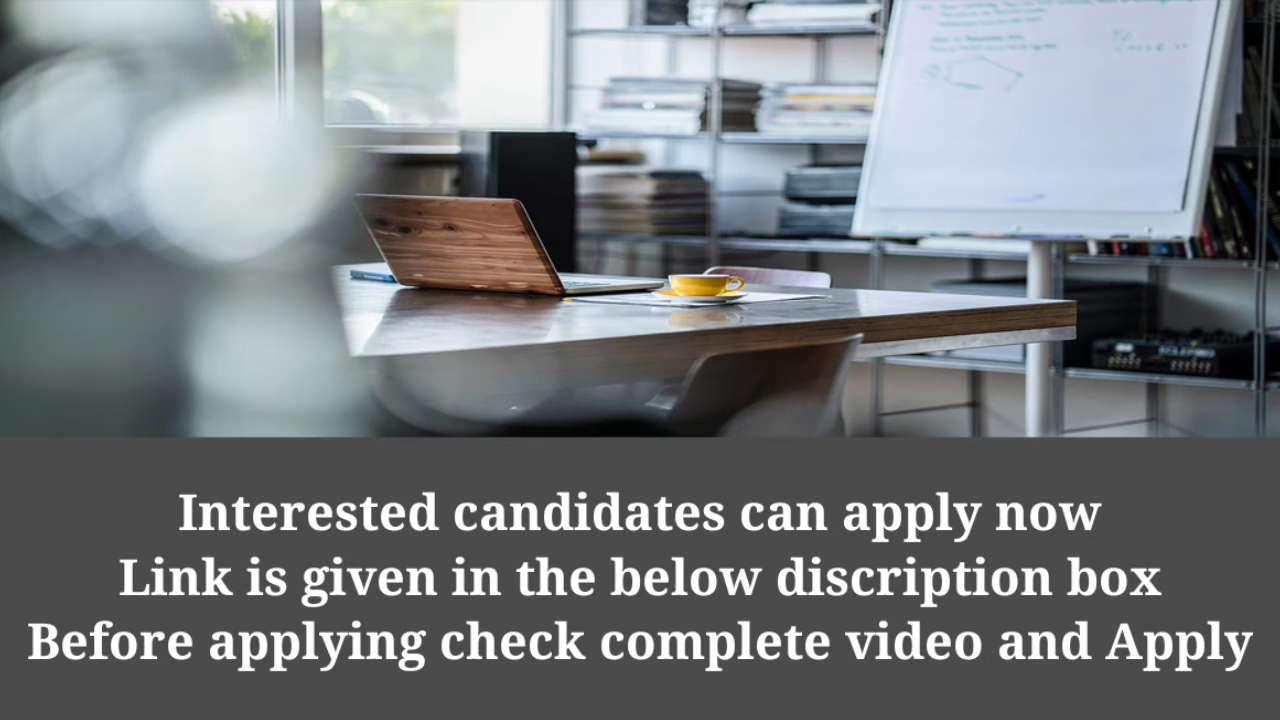 Interested candidates can apply now
Link is given in the below discription box
Before applying check complete video and Apply